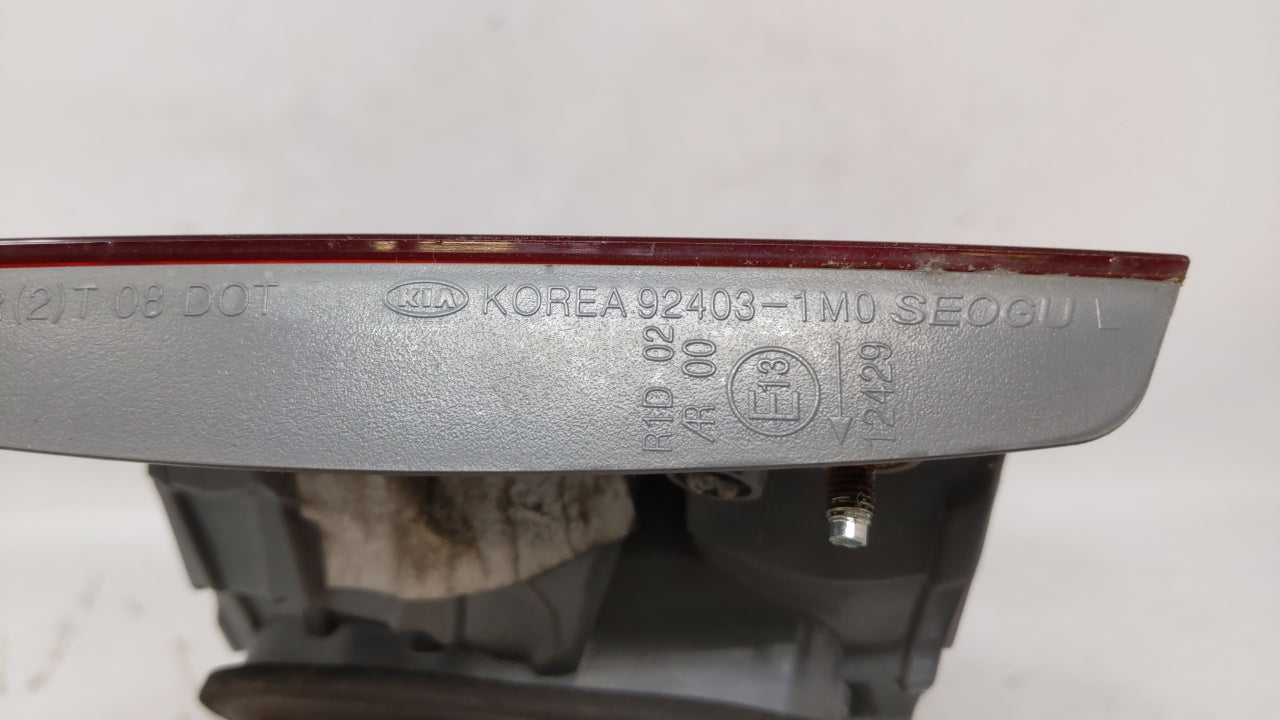 (2)T 08 DOT KIA KOREA 92403-1M0 SEOGU L
R1D 02
AR 00
E13
12429